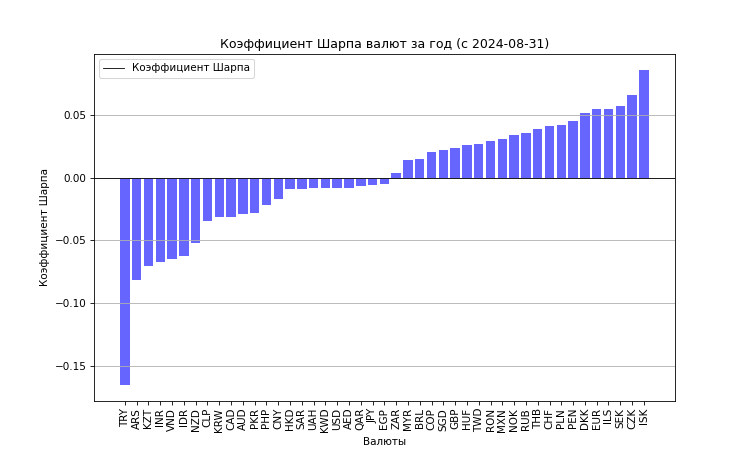 Коэффициент Шарпа валют за год (с 2024-08-31)
Коэффициент Шарпа
Коэффициент Шарпа
0.05
0.00
−0.05
−0.10
−0.15
TRY
ARS
KZT
INR
VND
IDR
NZD
CLP
KRW
CAD
AUD
PKR
PHP
CNY
HKD
SAR
UAH
KWD
USD
AED
QAR
JPY
EGP
ZAR
MYR
BRL
COP
SGD
GBP
HUF
TWD
RON
MXN
NOK
RUB
THB
CHF
PLN
PEN
DKK
EUR
ILS
SEK
CZK
ISK
Валюты